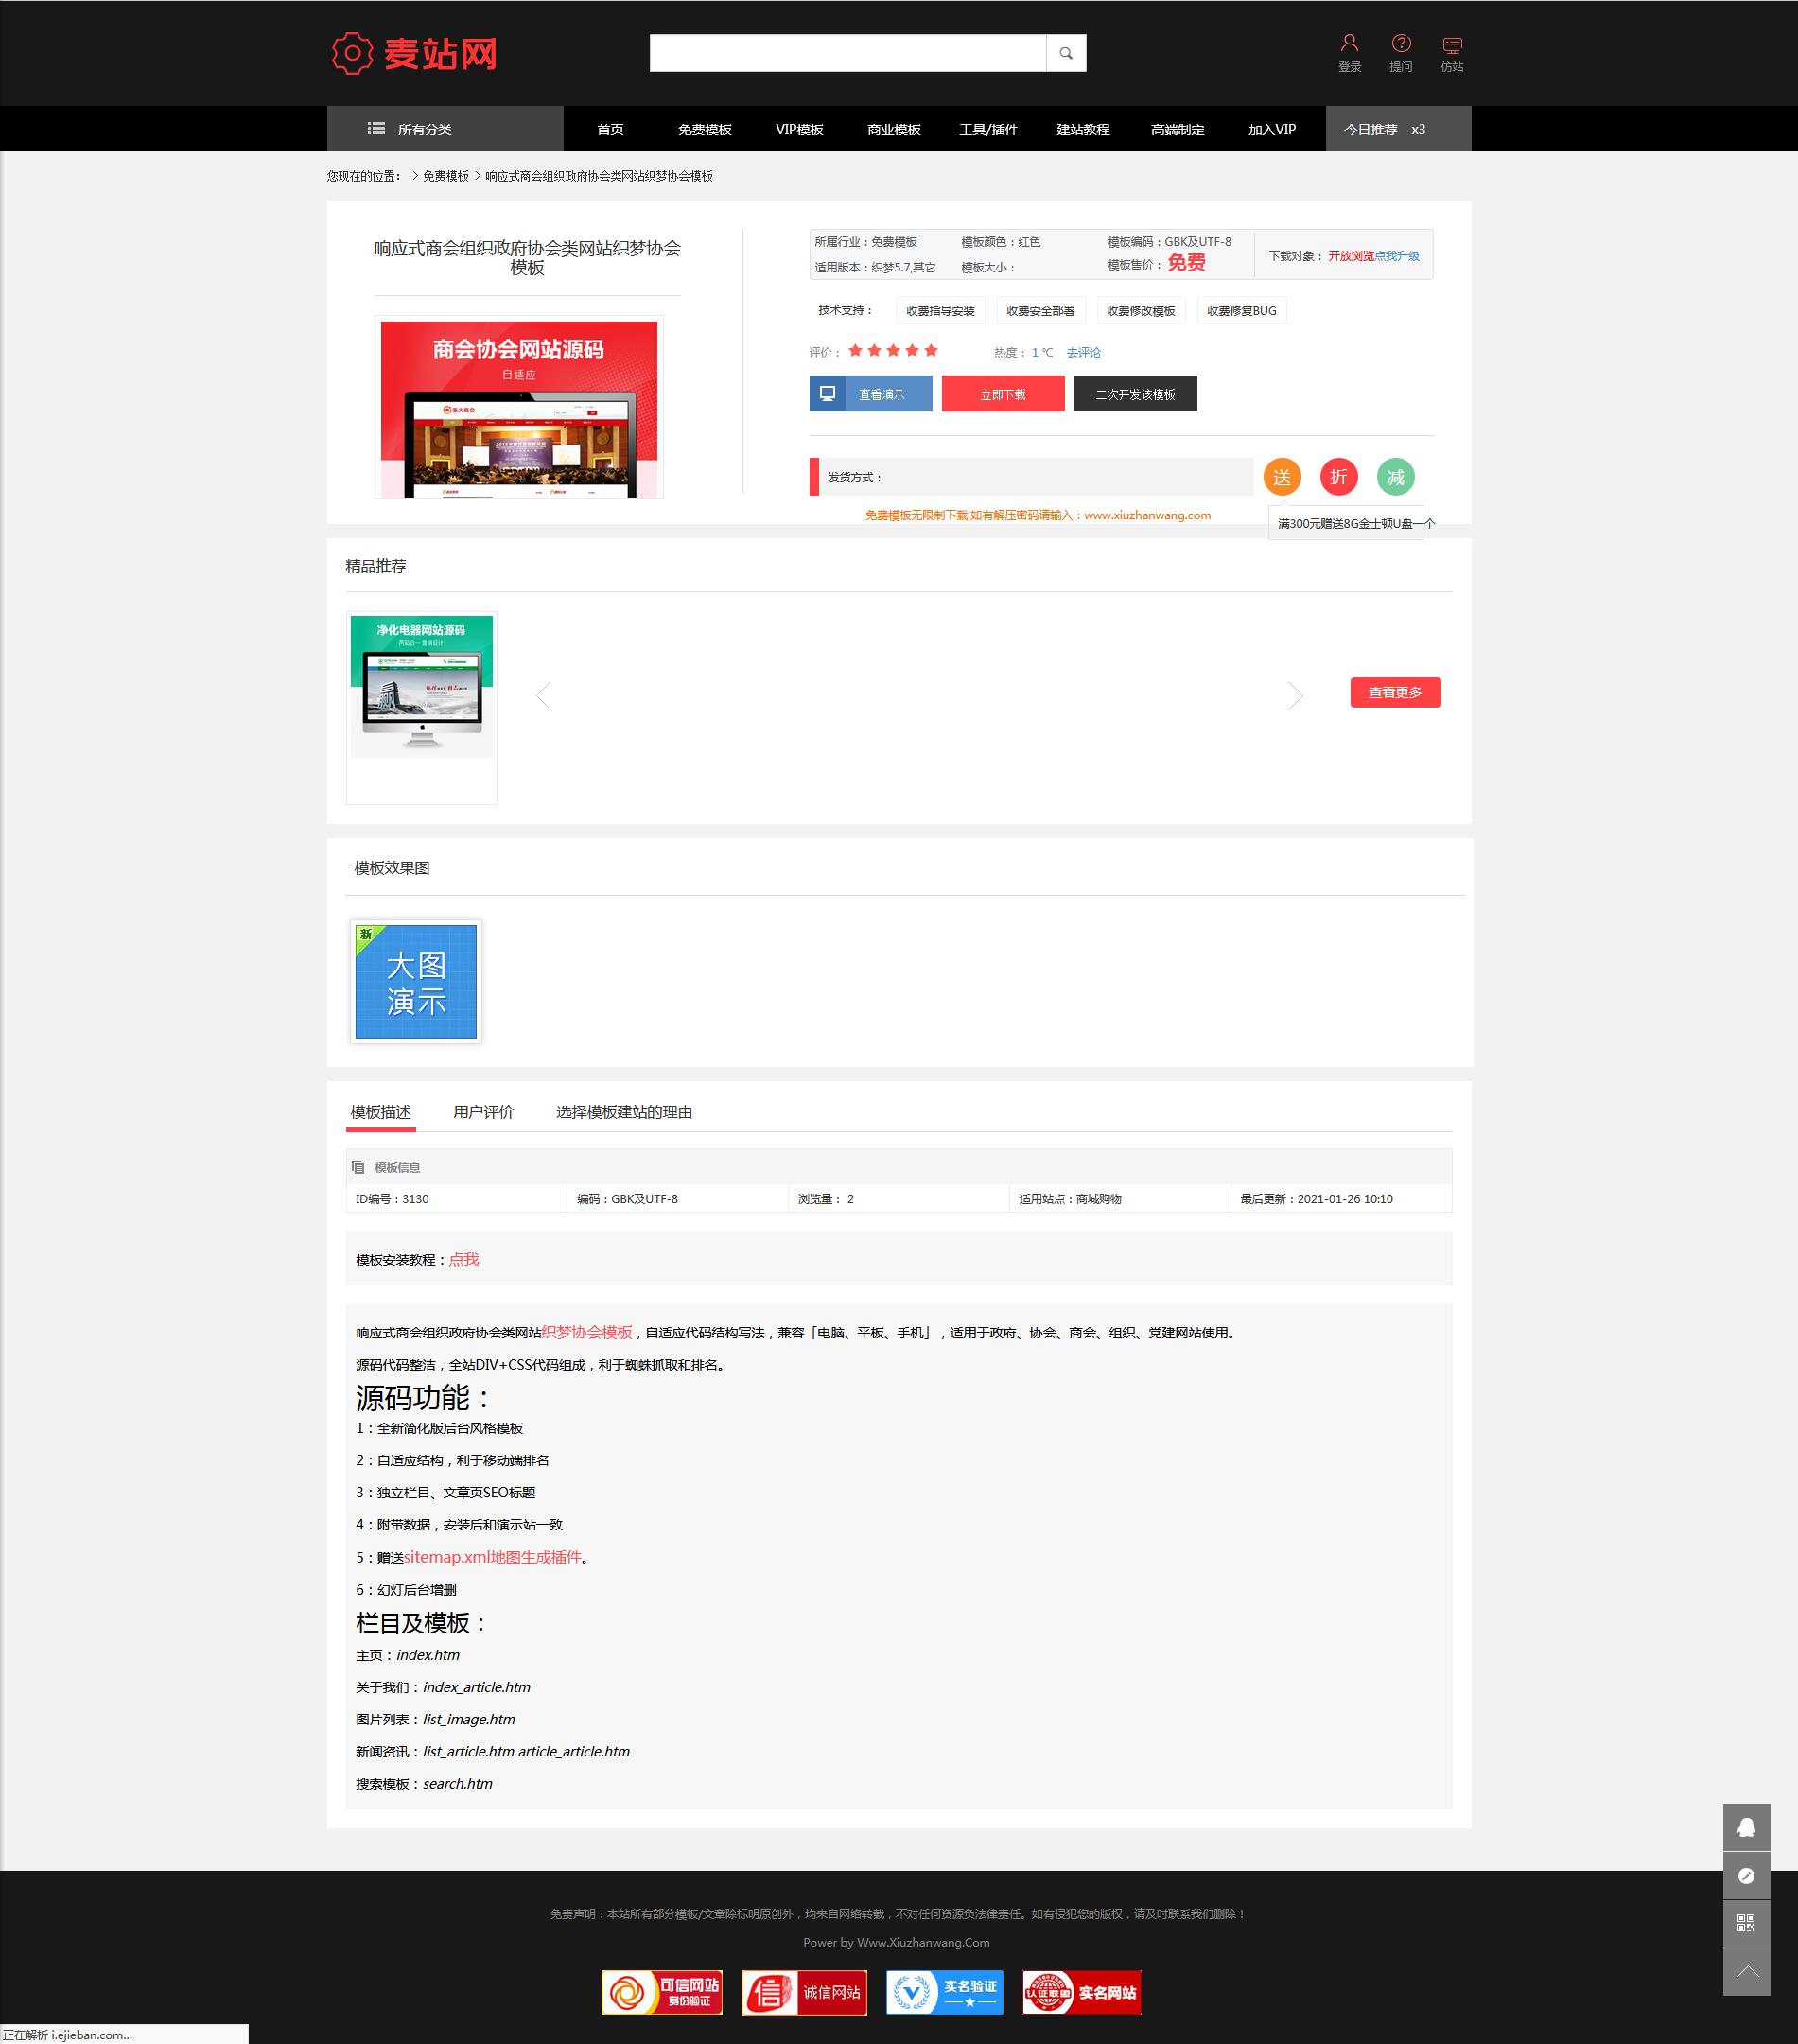 麦站网
登录 提问 仿站
所有分类 首页 免费模板 VIP模板 商业模板 工具/插件 建站教程 高端制定 加入VIP 今日推荐 x3
您现在的位置： > 免费模板 > 响应式商会组织政府协会类网站织梦协会模板
响应式商会组织政府协会类网站织梦协会
模板
商会协会网站源码
自适应
浙大商会
所属行业：免费模板 模板颜色：红色 模板编码：GBK及UTF-8
适用版本：织梦5.7,其它 模板大小： 模板售价： 免费
下载对象： 开放浏览点我升级
技术支持： 收费指导安装 收费安全部署 收费修改模板 收费修复BUG
评价： 热度： 1 ℃ 去评论
查看演示 立即下载 二次开发该模板
发货方式： 送 折 减
免费模板无限制下载,如有解压密码请输入：www.xiuzhanwang.com
满300元赠送8G金士顿U盘一个
精品推荐
净化电器网站源码
查看更多
模板效果图
新
大图
演示
模板描述 用户评价 选择模板建站的理由
模板信息
ID编号：3130 编码：GBK及UTF-8 浏览量： 2 适用站点：商域购物 最后更新：2021-01-26 10:10
模板安装教程：点我
响应式商会组织政府协会类网站织梦协会模板，自适应代码结构写法，兼容「电脑、平板、手机」，适用于政府、协会、商会、组织、党建网站使用。
源码代码整洁，全站DIV+CSS代码组成，利于蜘蛛抓取和排名。
源码功能：
1：全新简化版后台风格模板
2：自适应结构，利于移动端排名
3：独立栏目、文章页SEO标题
4：附带数据，安装后和演示站一致
5：赠送sitemap.xml地图生成插件。
6：幻灯后台增删
栏目及模板：
主页：index.htm
关于我们：index_article.htm
图片列表：list_image.htm
新闻资讯：list_article.htm article_article.htm
搜索模板：search.htm
免责声明：本站所有部分模板/文章除标明原创外，均来自网络转载，不对任何资源负法律责任。如有侵犯您的版权，请及时联系我们删除！
Power by Www.Xiuzhanwang.Com
可信网站
身份验证
信 诚信网站
实名验证
认证联盟 实名网站
正在解析 i.ejieban.com...